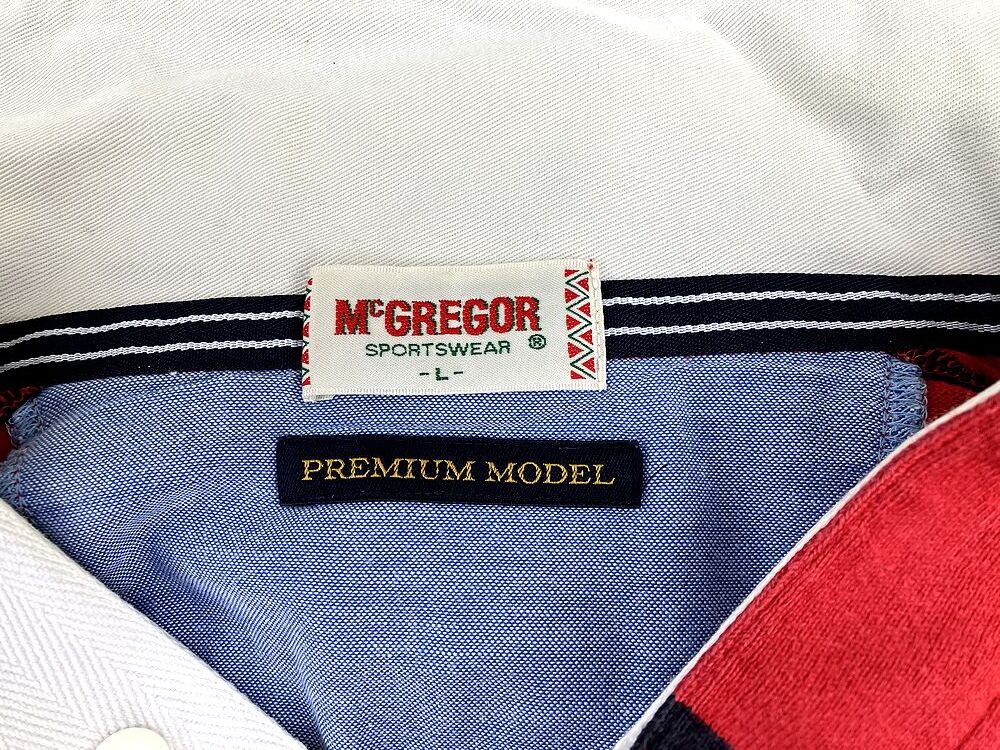 McGREGOR
SPORTSWEAR ®
-L-
PREMIUM MODEL